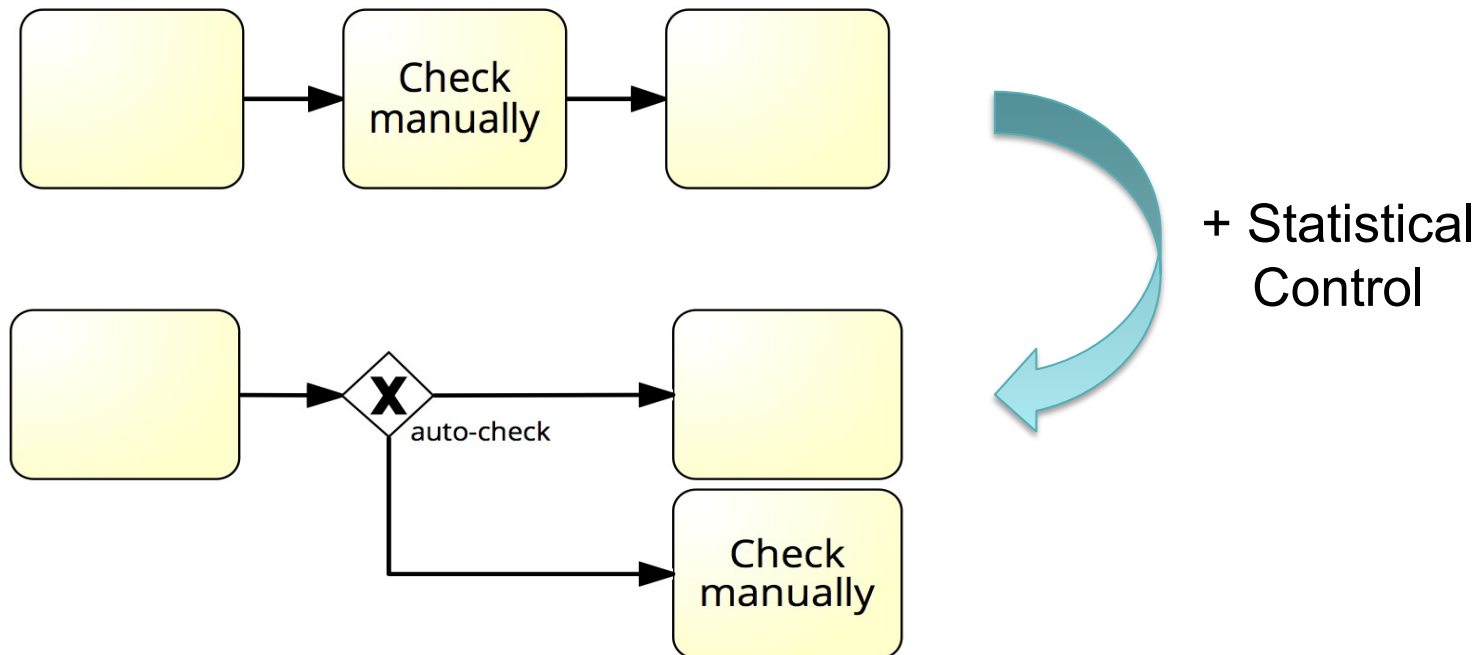 Check
manually
+ Statistical
Control
X
auto-check
Check
manually